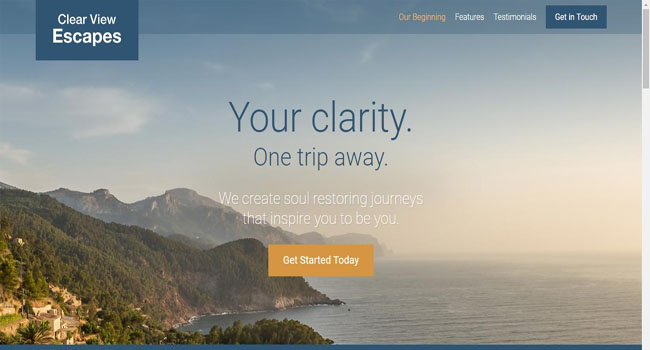 Clear View
Escapes
Our Beginning Features Testimonials Get in Touch
Your clarity.
One trip away.
We create soul restoring journeys
that inspire you to be you.
Get Started Today